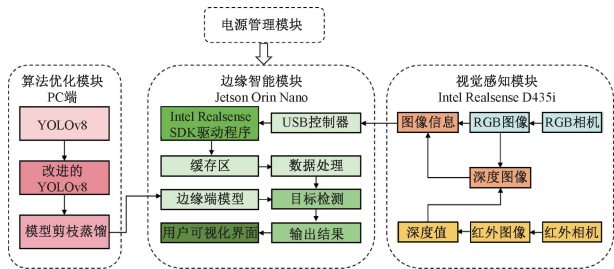 电源管理模块
算法优化模块
PC端
YOLOv8
改进的
YOLOv8
模型剪枝蒸馏
边缘智能模块
Jetson Orin Nano
Intel Realsense
SDK驱动程序
USB控制器
缓存区
数据处理
边缘端模型
目标检测
用户可视化界面
输出结果
视觉感知模块
Intel Realsense D435i
图像信息
RGB图像
RGB相机
深度图像
深度值
红外图像
红外相机